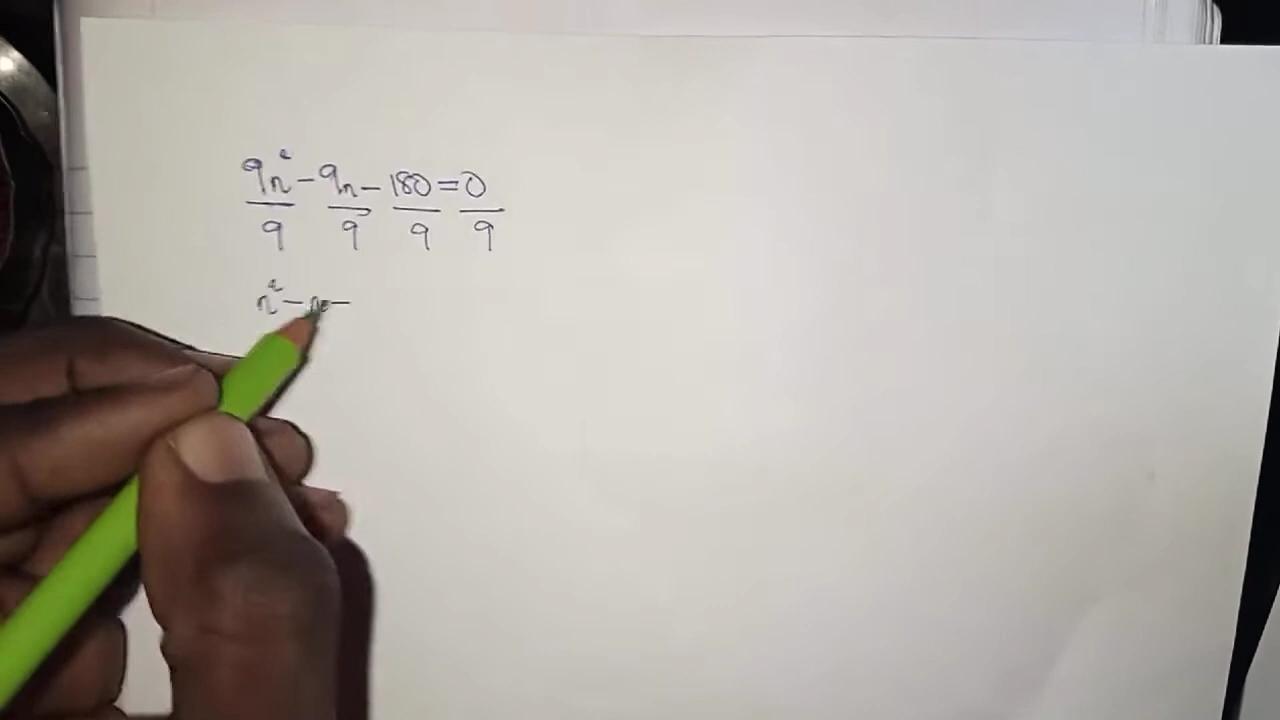 9n² - 9n - 180 = 0
9 9 9 9
n² - n -